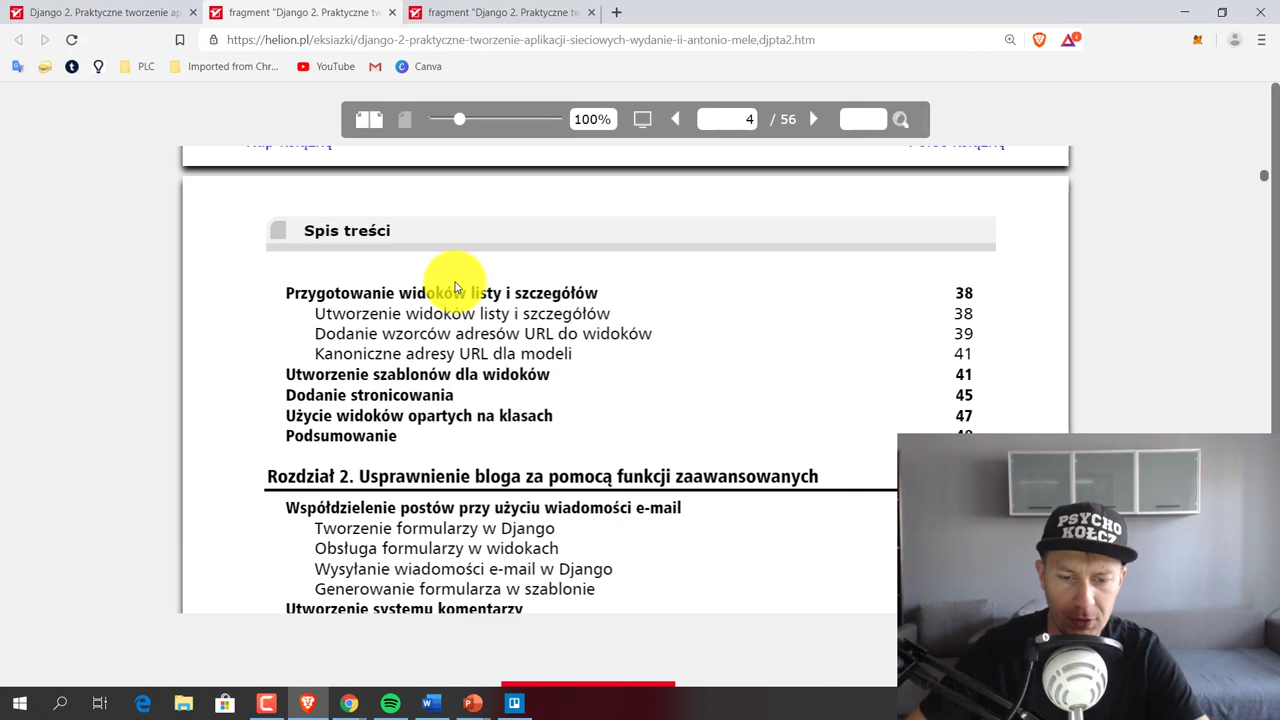 Django 2. Praktyczne tworzenie ap
fragment "Django 2. Praktyczne tw
fragment "Django 2. Praktyczne tw
https://helion.pl/eksiazki/django-2-praktyczne-tworzenie-aplikacji-sieciowych-wydanie-ii-antonio-mele,djpta2.htm
PLC
Imported from Chr...
YouTube
Canva
100%
4 / 56
Spis treści
Przygotowanie widoków listy i szczegółów 38
Utworzenie widoków listy i szczegółów 38
Dodanie wzorców adresów URL do widoków 39
Kanoniczne adresy URL dla modeli 41
Utworzenie szablonów dla widoków 41
Dodanie stronicowania 45
Użycie widoków opartych na klasach 47
Podsumowanie
Rozdział 2. Usprawnienie bloga za pomocą funkcji zaawansowanych
Współdzielenie postów przy użyciu wiadomości e-mail
Tworzenie formularzy w Django
Obsługa formularzy w widokach
Wysyłanie wiadomości e-mail w Django
Generowanie formularza w szablonie
Utworzenie systemu komentarzy
PSYCHO
KOŁCZ